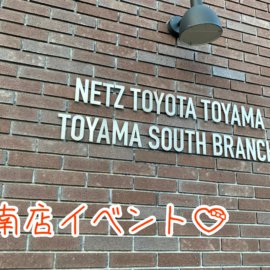 NETZ TOYOTA TOYAMA
TOYAMA SOUTH BRANCH
南店イベント♡